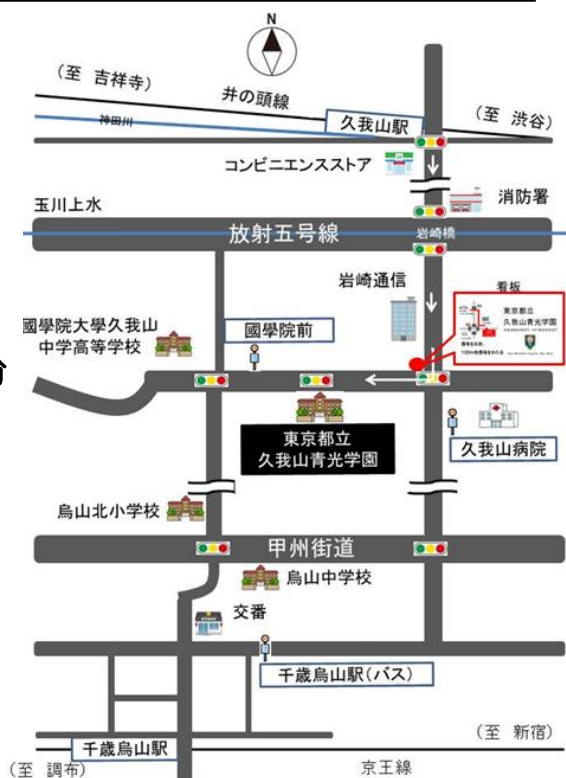 N
(至 吉祥寺)
井の頭線
神田川
久我山駅
(至 渋谷)
コンビニエンスストア
消防署
玉川上水
放射五号線
岩崎橋
岩崎通信
看板
東京都立
久我山青光学園
國學院大學久我山
中学高等学校
國學院前
東京都立
久我山青光学園
久我山病院
烏山北小学校
甲州街道
烏山中学校
交番
千歳烏山駅(バス)
(至 新宿)
千歳烏山駅
(至 調布)
京王線